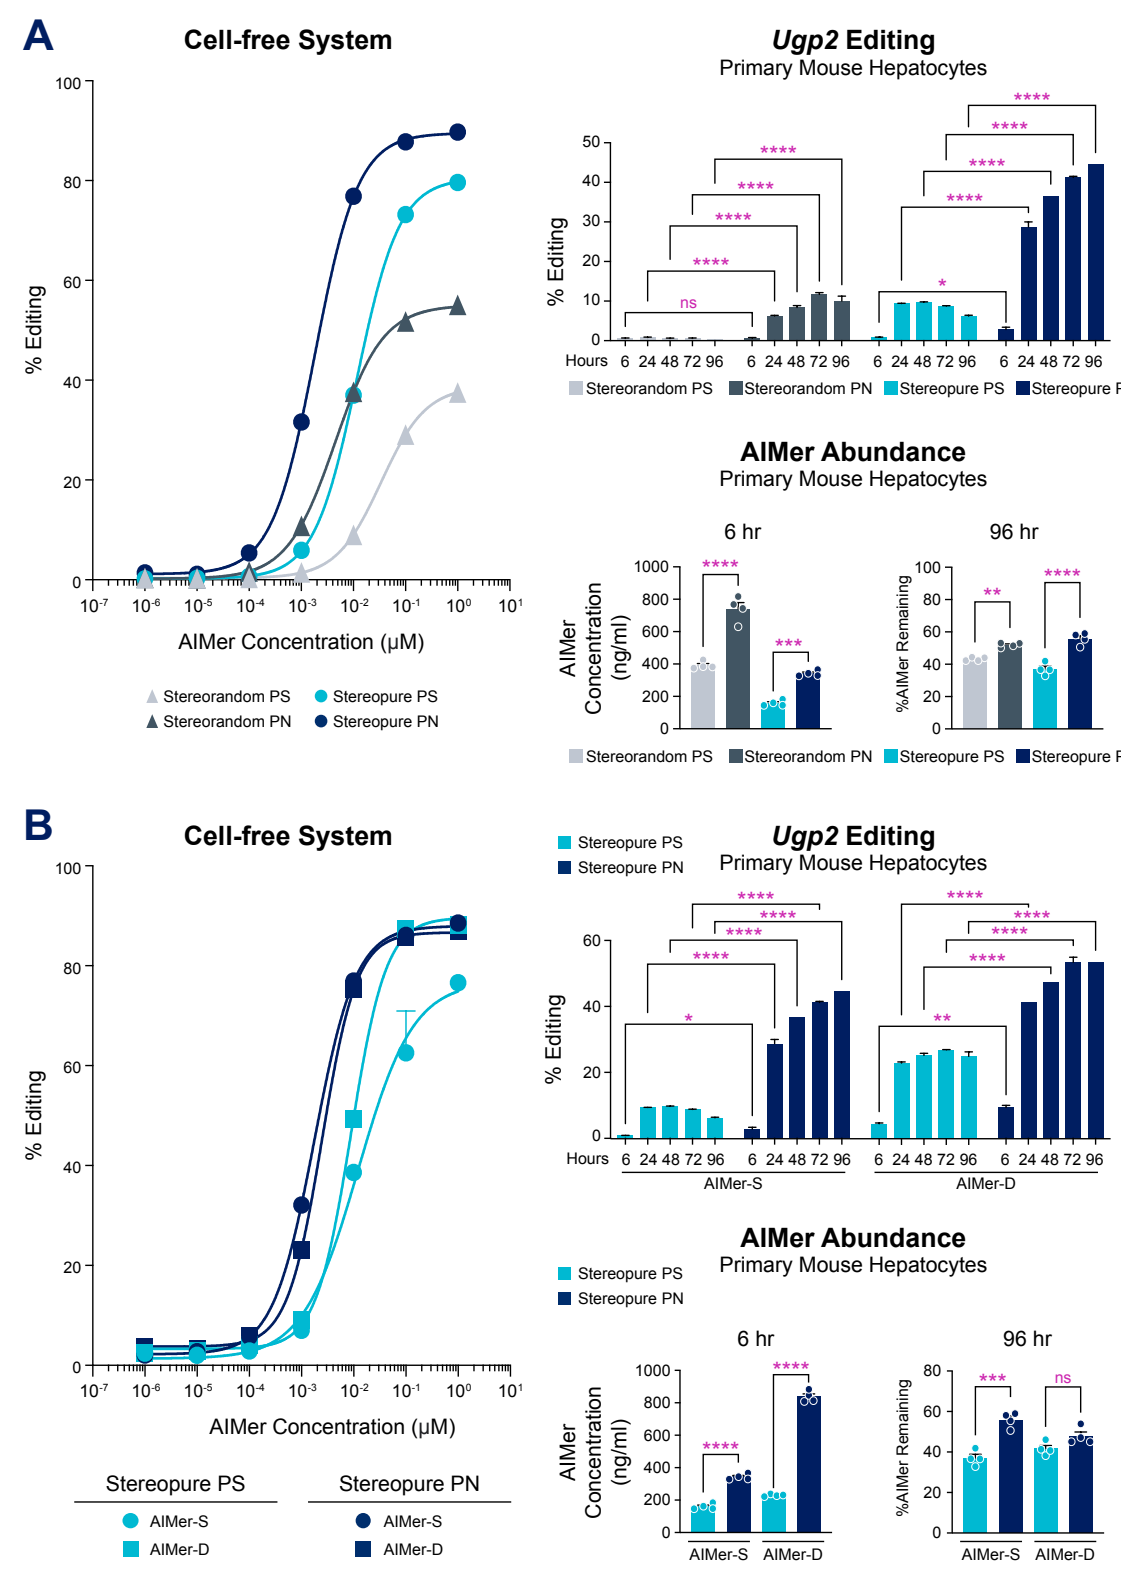 A
Cell-free System
% Editing
100
80
60
40
20
0
10-7 10-6 10-5 10-4 10-3 10-2 10-1 100 101
AIMer Concentration (μM)
Stereorandom PS
Stereopure PS
Stereorandom PN
Stereopure PN
Ugp2 Editing
Primary Mouse Hepatocytes
% Editing
50
40
30
20
10
0
ns
****
****
****
****
*
****
****
****
****
Hours 6 24 48 72 96 6 24 48 72 96 6 24 48 72 96 6 24 48 72 96
Stereorandom PS Stereorandom PN Stereopure PS Stereopure P
AIMer Abundance
Primary Mouse Hepatocytes
6 hr
AIMer
Concentration
(ng/ml)
1000
800
600
400
200
0
****
***
96 hr
%AIMer Remaining
100
80
60
40
20
0
**
****
Stereorandom PS Stereorandom PN Stereopure PS Stereopure P
B
Cell-free System
% Editing
100
80
60
40
20
0
10-7 10-6 10-5 10-4 10-3 10-2 10-1 100 101
AIMer Concentration (μM)
Stereopure PS
AIMer-S
AIMer-D
Stereopure PN
AIMer-S
AIMer-D
Stereopure PS
Stereopure PN
Ugp2 Editing
Primary Mouse Hepatocytes
% Editing
60
40
20
0
****
****
****
****
*
****
****
****
****
**
Hours 6 24 48 72 96 6 24 48 72 96 6 24 48 72 96 6 24 48 72 96
AIMer-S AIMer-D
AIMer Abundance
Primary Mouse Hepatocytes
Stereopure PS
Stereopure PN
6 hr
AIMer
Concentration
(ng/ml)
1000
800
600
400
200
0
****
****
AIMer-S AIMer-D
96 hr
%AIMer Remaining
80
60
40
20
0
***
ns
AIMer-S AIMer-D